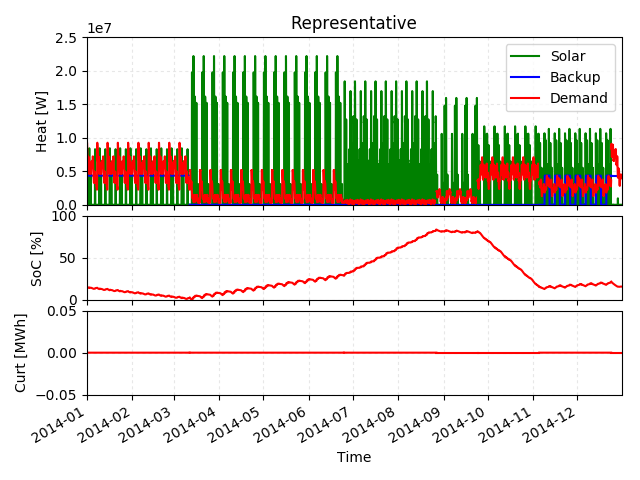 Representative
1e7
2.5
2.0
1.5
1.0
0.5
0.0
Heat [W]
Solar
Backup
Demand
100
50
0
SoC [%]
0.05
0.00
−0.05
Curt [MWh]
2014-01
2014-02
2014-03
2014-04
2014-05
2014-06
2014-07
2014-08
2014-09
2014-10
2014-11
2014-12
Time